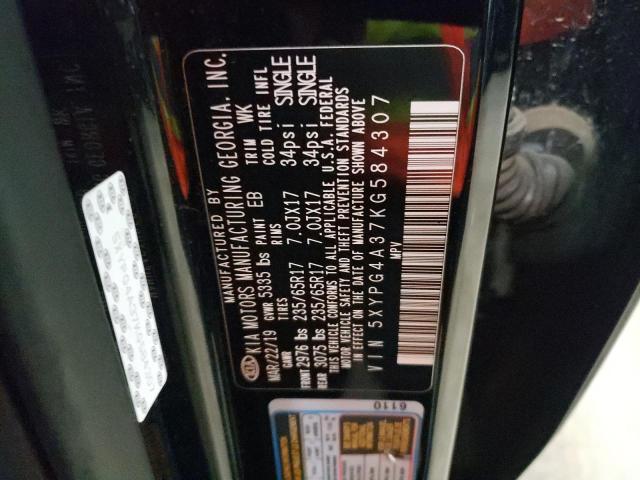 KIA
MANUFACTURED BY
KIA MOTORS MANUFACTURING GEORGIA, INC.
MAR/22/19 GVWR 5335 lbs PAINT EB TRIM WK
GAWR TIRES RIMS COLD TIRE INFL
FRONT 2976 lbs 235/65R17 7.0JX17 34psi SINGLE
REAR 3075 lbs 235/65R17 7.0JX17 34psi SINGLE
THIS VEHICLE CONFORMS TO ALL APPLICABLE U.S.A. FEDERAL
MOTOR VEHICLE SAFETY AND THEFT PREVENTION STANDARDS
IN EFFECT ON THE DATE OF MANUFACTURE SHOWN ABOVE
VIN 5XYPG4A37KG584307
MPV
6110